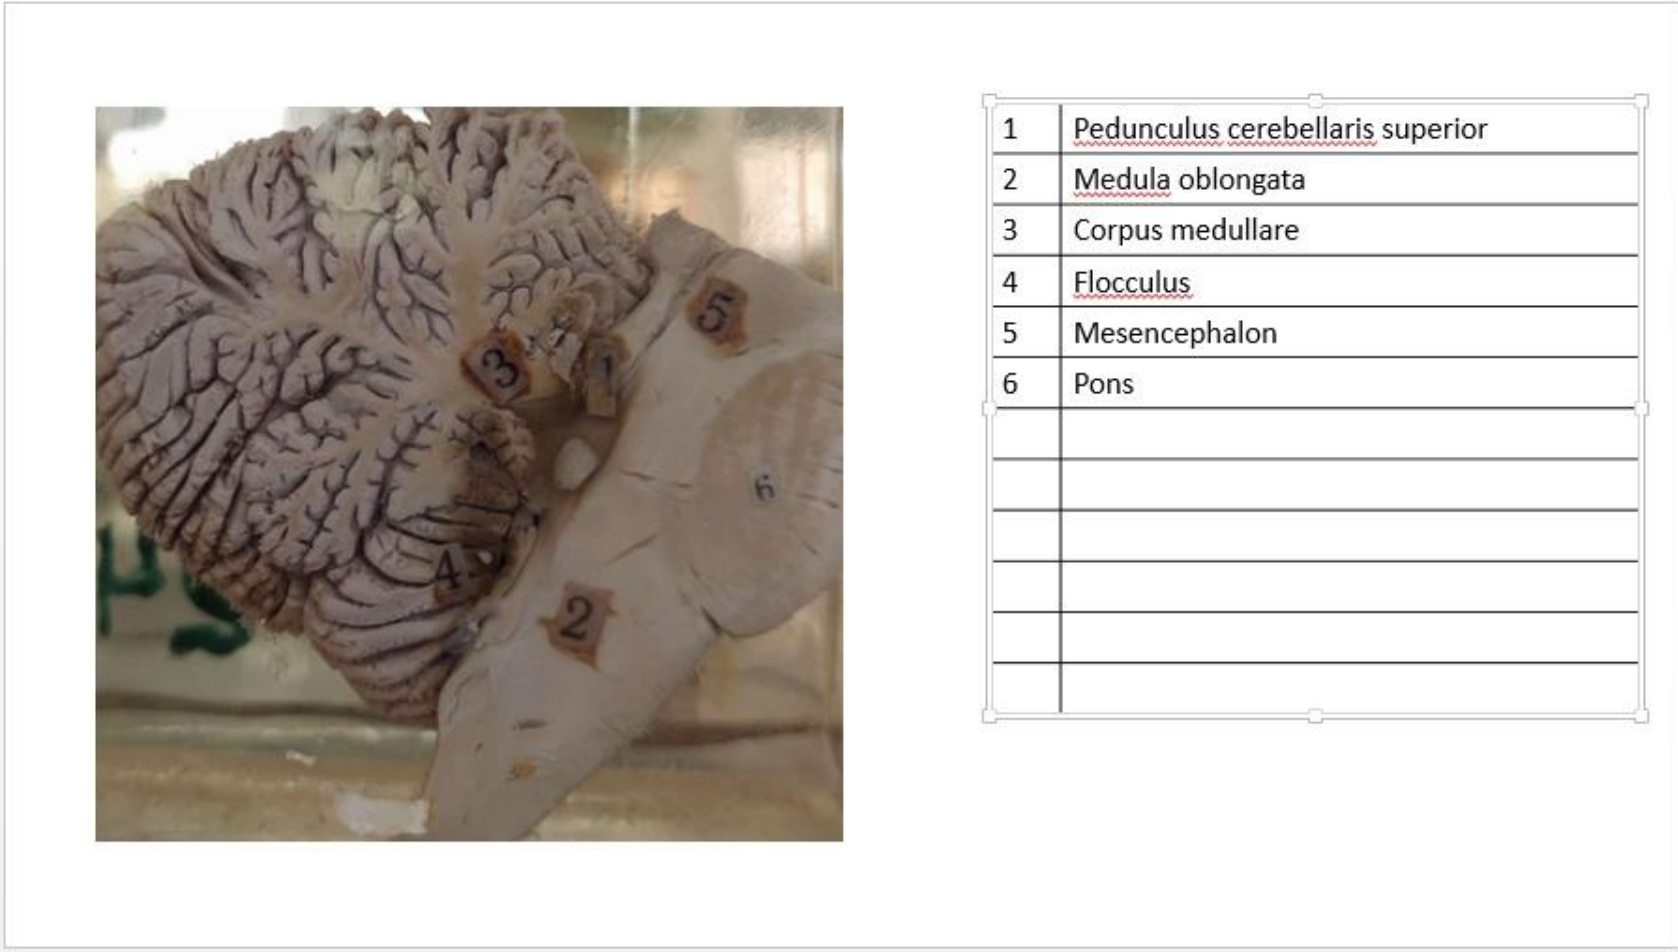 5
3
1
6
4
2
1 Pedunculus cerebellaris superior
2 Medula oblongata
3 Corpus medullare
4 Flocculus
5 Mesencephalon
6 Pons